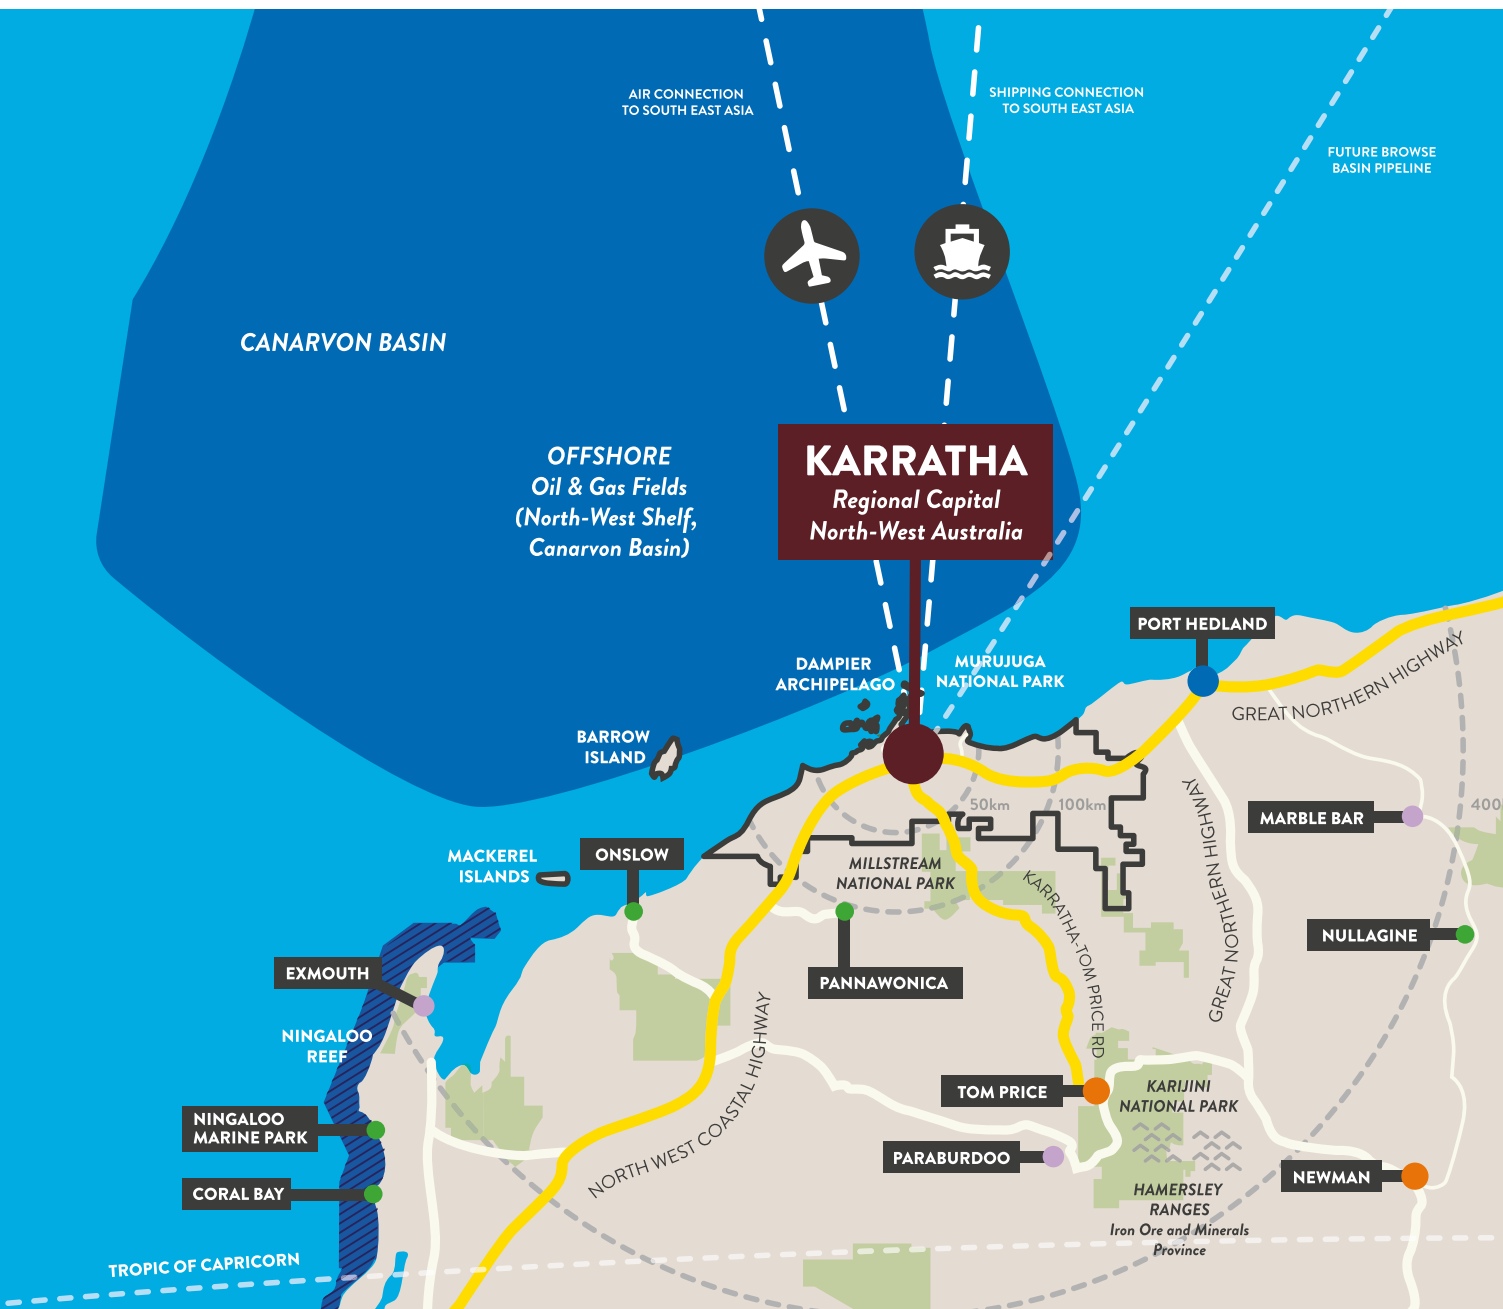 AIR CONNECTION
TO SOUTH EAST ASIA
SHIPPING CONNECTION
TO SOUTH EAST ASIA
FUTURE BROWSE
BASIN PIPELINE
CANARVON BASIN
OFFSHORE
Oil & Gas Fields
(North-West Shelf,
Canarvon Basin)
KARRATHA
Regional Capital
North-West Australia
PORT HEDLAND
DAMPIER
ARCHIPELAGO
MURUJUGA
NATIONAL PARK
GREAT NORTHERN HIGHWAY
BARROW
ISLAND
50km
100km
400
MARBLE BAR
MACKEREL
ISLANDS
ONSLOW
MILLSTREAM
NATIONAL PARK
KARRATHA-TOM PRICE RD
GREAT NORTHERN HIGHWAY
HIGHWAY
NULLAGINE
EXMOUTH
PANNAWONICA
NINGALOO
REEF
NORTH WEST COASTAL HIGHWAY
TOM PRICE
KARIJINI
NATIONAL PARK
NINGALOO
MARINE PARK
PARABURDOO
NEWMAN
CORAL BAY
HAMERSLEY
RANGES
Iron Ore and Minerals
Province
TROPIC OF CAPRICORN